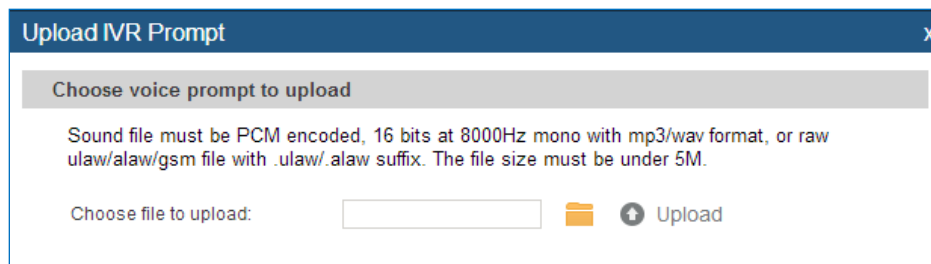 Upload IVR Prompt x
Choose voice prompt to upload
Sound file must be PCM encoded, 16 bits at 8000Hz mono with mp3/wav format, or raw
ulaw/alaw/gsm file with .ulaw/.alaw suffix. The file size must be under 5M.
Choose file to upload: Upload